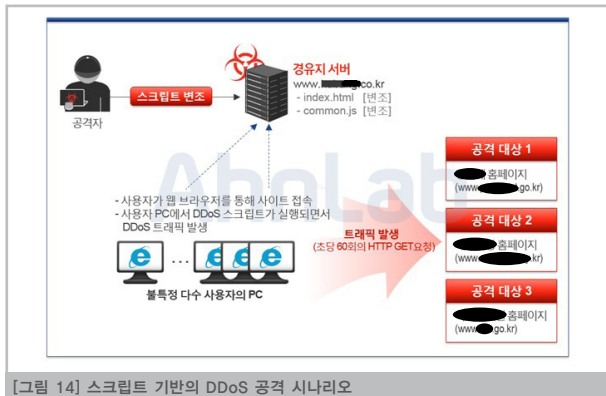 경유지 서버
www. .co.kr
- index.html [변조]
- common.js [변조]
스크립트 변조
공격자
AhnLab
- 사용자가 웹 브라우저를 통해 사이트 접속
- 사용자 PC에서 DDoS 스크립트가 실행되면서
DDoS 트래픽 발생
불특정 다수 사용자의 PC
트래픽 발생
(초당 60회의 HTTP GET요청)
공격 대상 1
홈페이지
(www. .go.kr)
공격 대상 2
홈페이지
(www. kr)
공격 대상 3
홈페이지
(www .go.kr)
[그림 14] 스크립트 기반의 DDoS 공격 시나리오